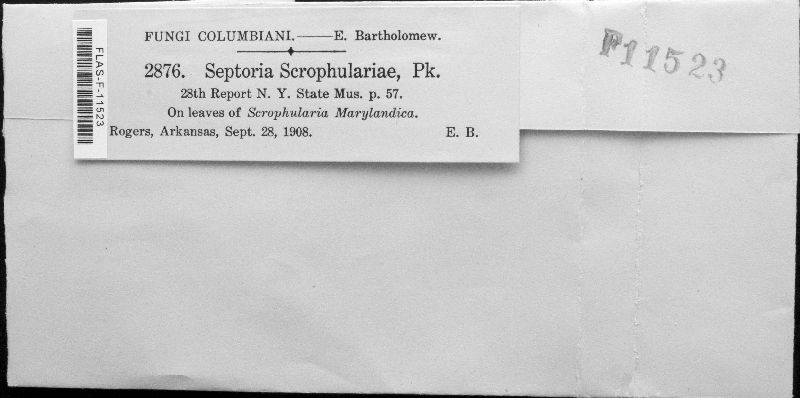 FUNGI COLUMBIANI.——E. Bartholomew.
2876. Septoria Scrophulariae, Pk.
28th Report N. Y. State Mus. p. 57.
On leaves of Scrophularia Marylandica.
Rogers, Arkansas, Sept. 28, 1908. E. B.
FLAS-F-11523
F11523